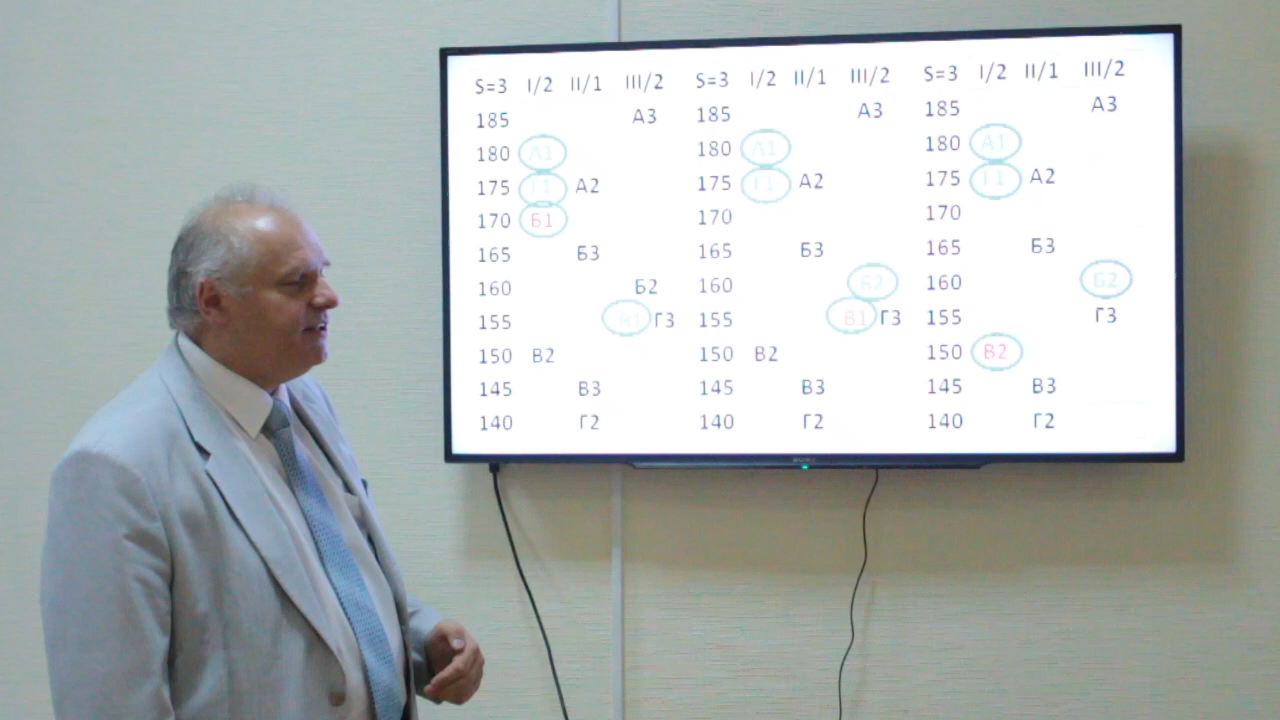 S=3 I/2 II/1 III/2 S=3 I/2 II/1 III/2 S=3 I/2 II/1 III/2
185 А3 185 А3 185 А3
180 А1 180 А1 180 А1
175 Г1 А2 175 Г1 А2 175 Г1 А2
170 Б1 170 170
165 Б3 165 Б3 165 Б3
160 Б2 160 Б2 160 Б2
155 Г3 155 В1 Г3 155 Г3
150 В2 150 В2 150 В2
145 В3 145 В3 145 В3
140 Г2 140 Г2 140 Г2